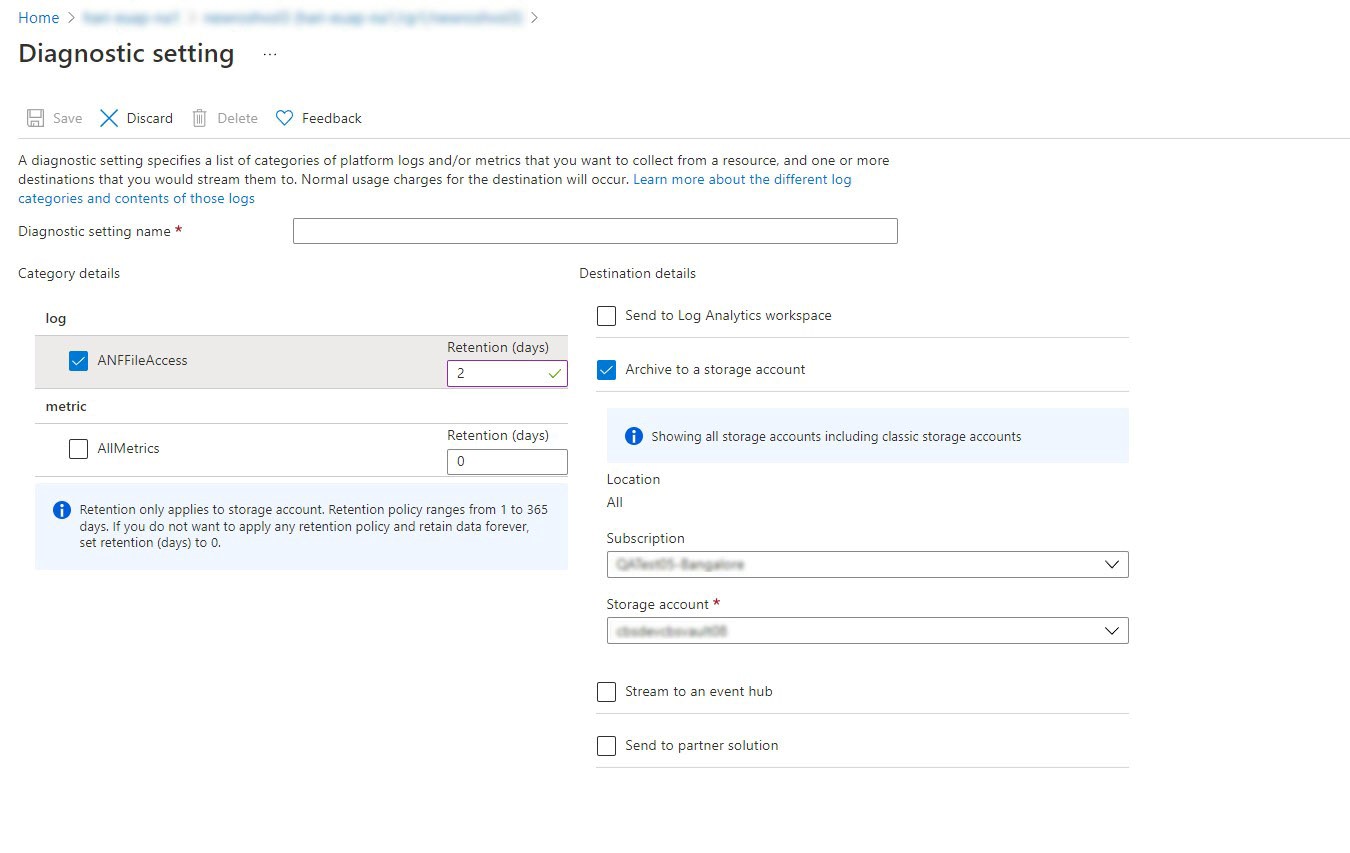 Home
Diagnostic setting ...
Save Discard Delete Feedback
A diagnostic setting specifies a list of categories of platform logs and/or metrics that you want to collect from a resource, and one or more
destinations that you would stream them to. Normal usage charges for the destination will occur. Learn more about the different log
categories and contents of those logs
Diagnostic setting name *
Category details
log
ANFFileAccess
Retention (days)
2
metric
AllMetrics
Retention (days)
0
Retention only applies to storage account. Retention policy ranges from 1 to 365
days. If you do not want to apply any retention policy and retain data forever,
set retention (days) to 0.
Destination details
Send to Log Analytics workspace
Archive to a storage account
Showing all storage accounts including classic storage accounts
Location
All
Subscription
Storage account *
Stream to an event hub
Send to partner solution